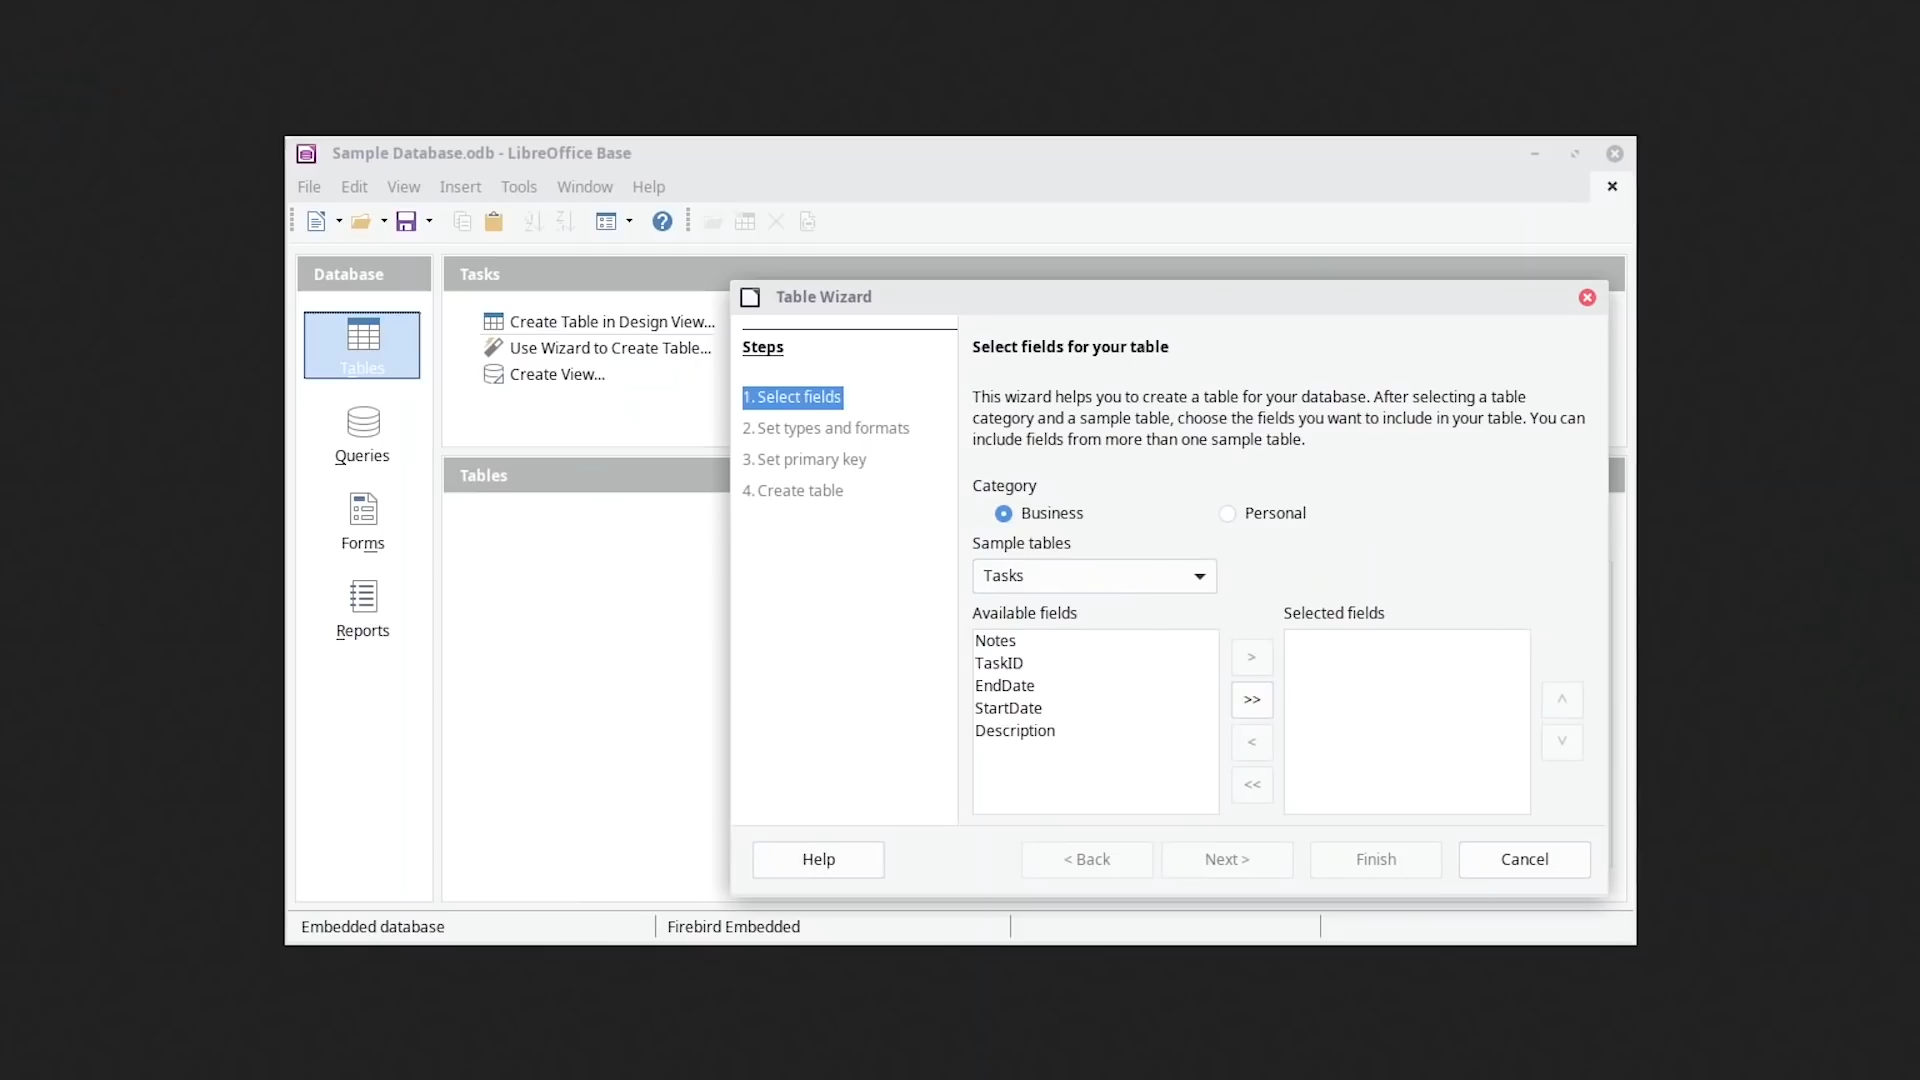 Sample Database.odb - LibreOffice Base
File Edit View Insert Tools Window Help
Database
Tables
Queries
Forms
Reports
Tasks
Create Table in Design View...
Use Wizard to Create Table...
Create View...
Tables
Table Wizard
Steps
1. Select fields
2. Set types and formats
3. Set primary key
4. Create table
Select fields for your table
This wizard helps you to create a table for your database. After selecting a table
category and a sample table, choose the fields you want to include in your table. You can
include fields from more than one sample table.
Category
Business Personal
Sample tables
Tasks
Available fields
Notes
TaskID
EndDate
StartDate
Description
>
>>
<
<<
Selected fields
Help < Back Next > Finish Cancel
Embedded database Firebird Embedded